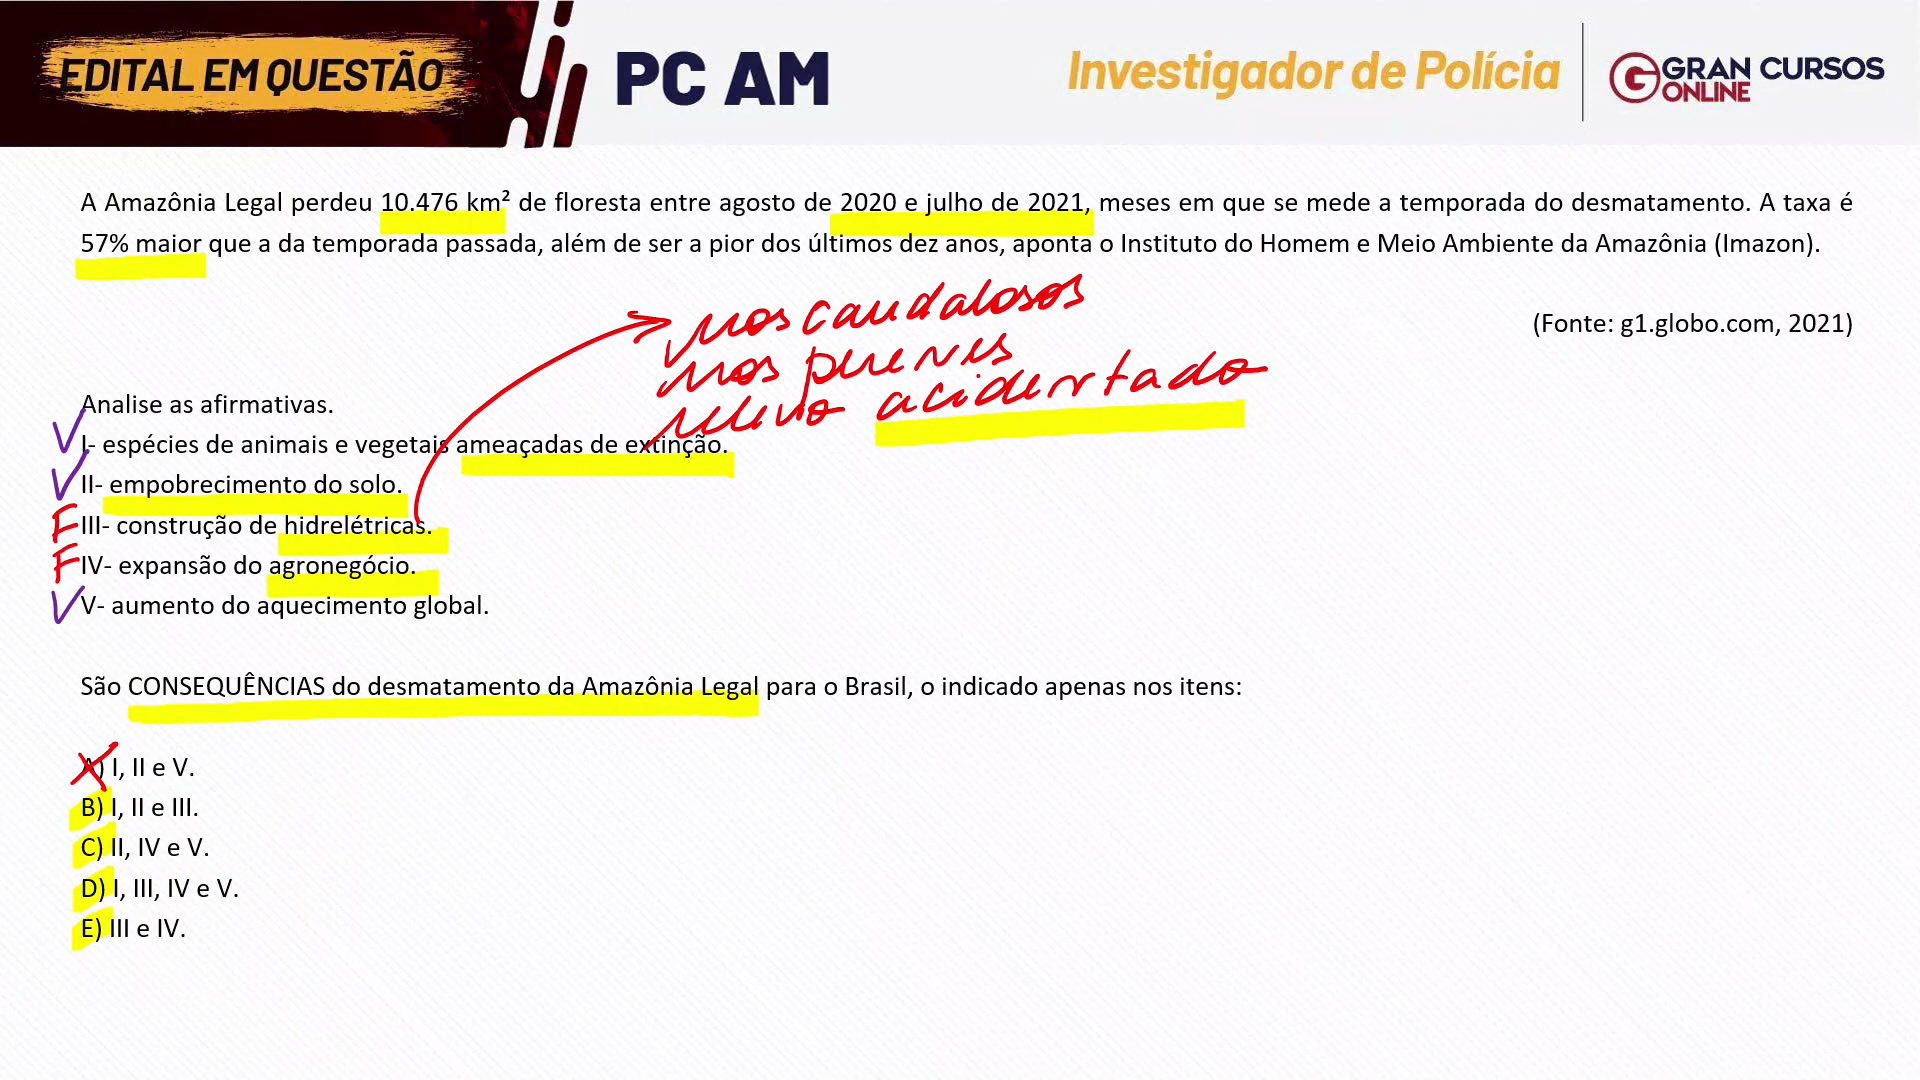 EDITAL EM QUESTÃO
PC AM
Investigador de Polícia
GRAN CURSOS
ONLINE
A Amazônia Legal perdeu 10.476 km² de floresta entre agosto de 2020 e julho de 2021, meses em que se mede a temporada do desmatamento. A taxa é
57% maior que a da temporada passada, além de ser a pior dos últimos dez anos, aponta o Instituto do Homem e Meio Ambiente da Amazônia (Imazon).
(Fonte: g1.globo.com, 2021)
rios caudalosos
rios perenes
relevo acidentado
Analise as afirmativas.
V I- espécies de animais e vegetais ameaçadas de extinção.
V II- empobrecimento do solo.
F III- construção de hidrelétricas.
F IV- expansão do agronegócio.
V V- aumento do aquecimento global.
São CONSEQUÊNCIAS do desmatamento da Amazônia Legal para o Brasil, o indicado apenas nos itens:
A) I, II e V.
B) I, II e III.
C) II, IV e V.
D) I, III, IV e V.
E) III e IV.